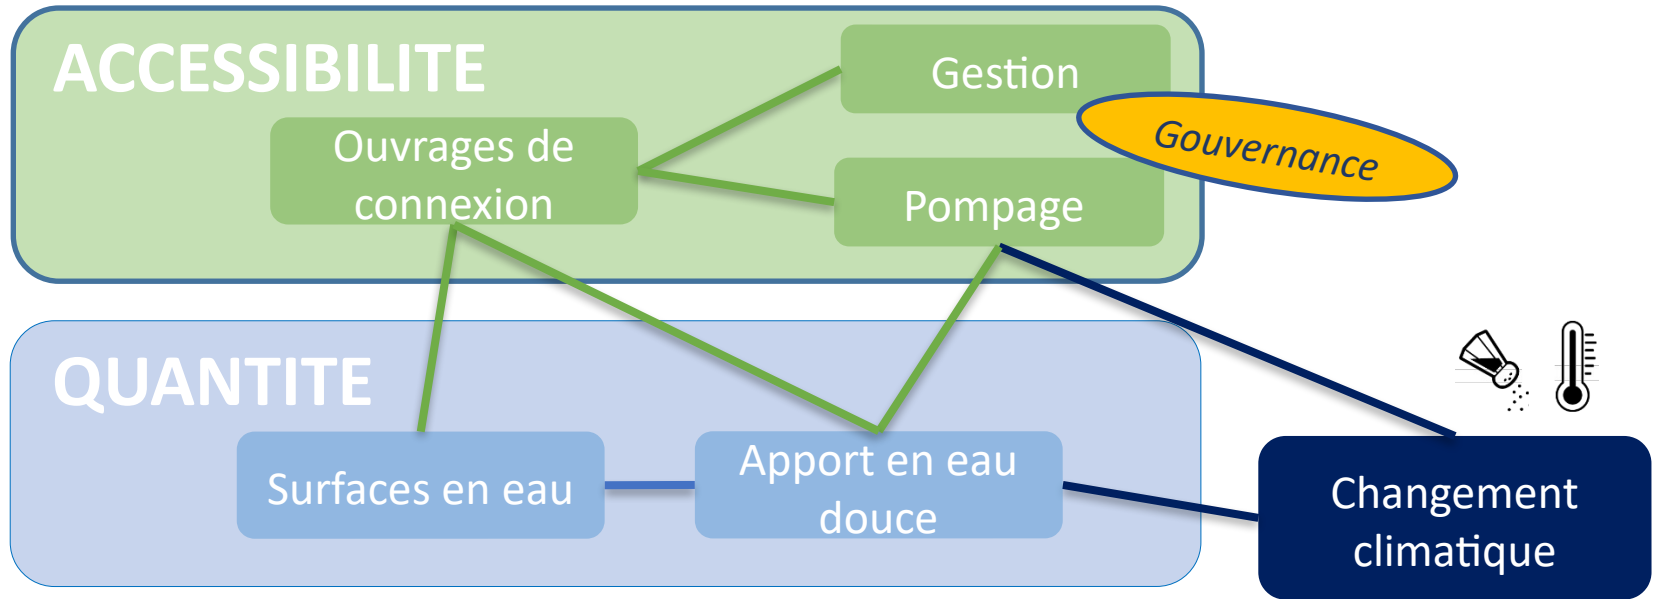 ACCESSIBILITE
Gestion
Gouvernance
Ouvrages de
connexion
Pompage
QUANTITE
Surfaces en eau
Apport en eau
douce
Changement
climatique